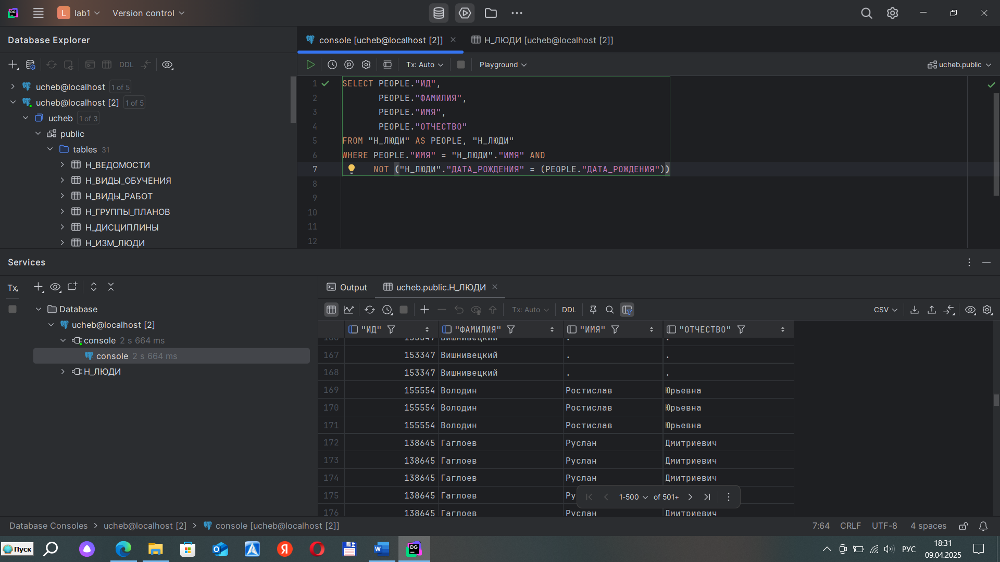 DG
L lab1 Version control
Database Explorer
console [ucheb@localhost [2]] Н_ЛЮДИ [ucheb@localhost [2]]
DDL
Tx: Auto Playground ucheb.public
ucheb@localhost 1 of 5
ucheb@localhost [2] 1 of 5
ucheb 1 of 3
public
tables 31
Н_ВЕДОМОСТИ
Н_ВИДЫ_ОБУЧЕНИЯ
Н_ВИДЫ_РАБОТ
Н_ГРУППЫ_ПЛАНОВ
Н_ДИСЦИПЛИНЫ
Н_ИЗМ_ЛЮДИ
1 SELECT PEOPLE."ИД",
2 PEOPLE."ФАМИЛИЯ",
3 PEOPLE."ИМЯ",
4 PEOPLE."ОТЧЕСТВО"
5 FROM "Н_ЛЮДИ" AS PEOPLE, "Н_ЛЮДИ"
6 WHERE PEOPLE."ИМЯ" = "Н_ЛЮДИ"."ИМЯ" AND
7 NOT ("Н_ЛЮДИ"."ДАТА_РОЖДЕНИЯ" = (PEOPLE."ДАТА_РОЖДЕНИЯ"))
8
9
10
11
12
Services
Tx
Database
ucheb@localhost [2]
console 2 s 664 ms
console 2 s 664 ms
Н_ЛЮДИ
Output ucheb.public.Н_ЛЮДИ
Tx: Auto DDL CSV
"ИД" "ФАМИЛИЯ" "ИМЯ" "ОТЧЕСТВО"
166 153347 Вишнивецкий . .
167 153347 Вишнивецкий . .
168 153347 Вишнивецкий . .
169 155554 Володин Ростислав Юрьевна
170 155554 Володин Ростислав Юрьевна
171 155554 Володин Ростислав Юрьевна
172 138645 Гаглоев Руслан Дмитриевич
173 138645 Гаглоев Руслан Дмитриевич
174 138645 Гаглоев Руслан Дмитриевич
175 138645 Гаглоев Ру
1-500 of 501+
176 138645 Гаглоев Руслан Дмитриевич
Database Consoles > ucheb@localhost [2] > console [ucheb@localhost [2]]
7:64 CRLF UTF-8 4 spaces
Пуск
РУС
18:31
09.04.2025